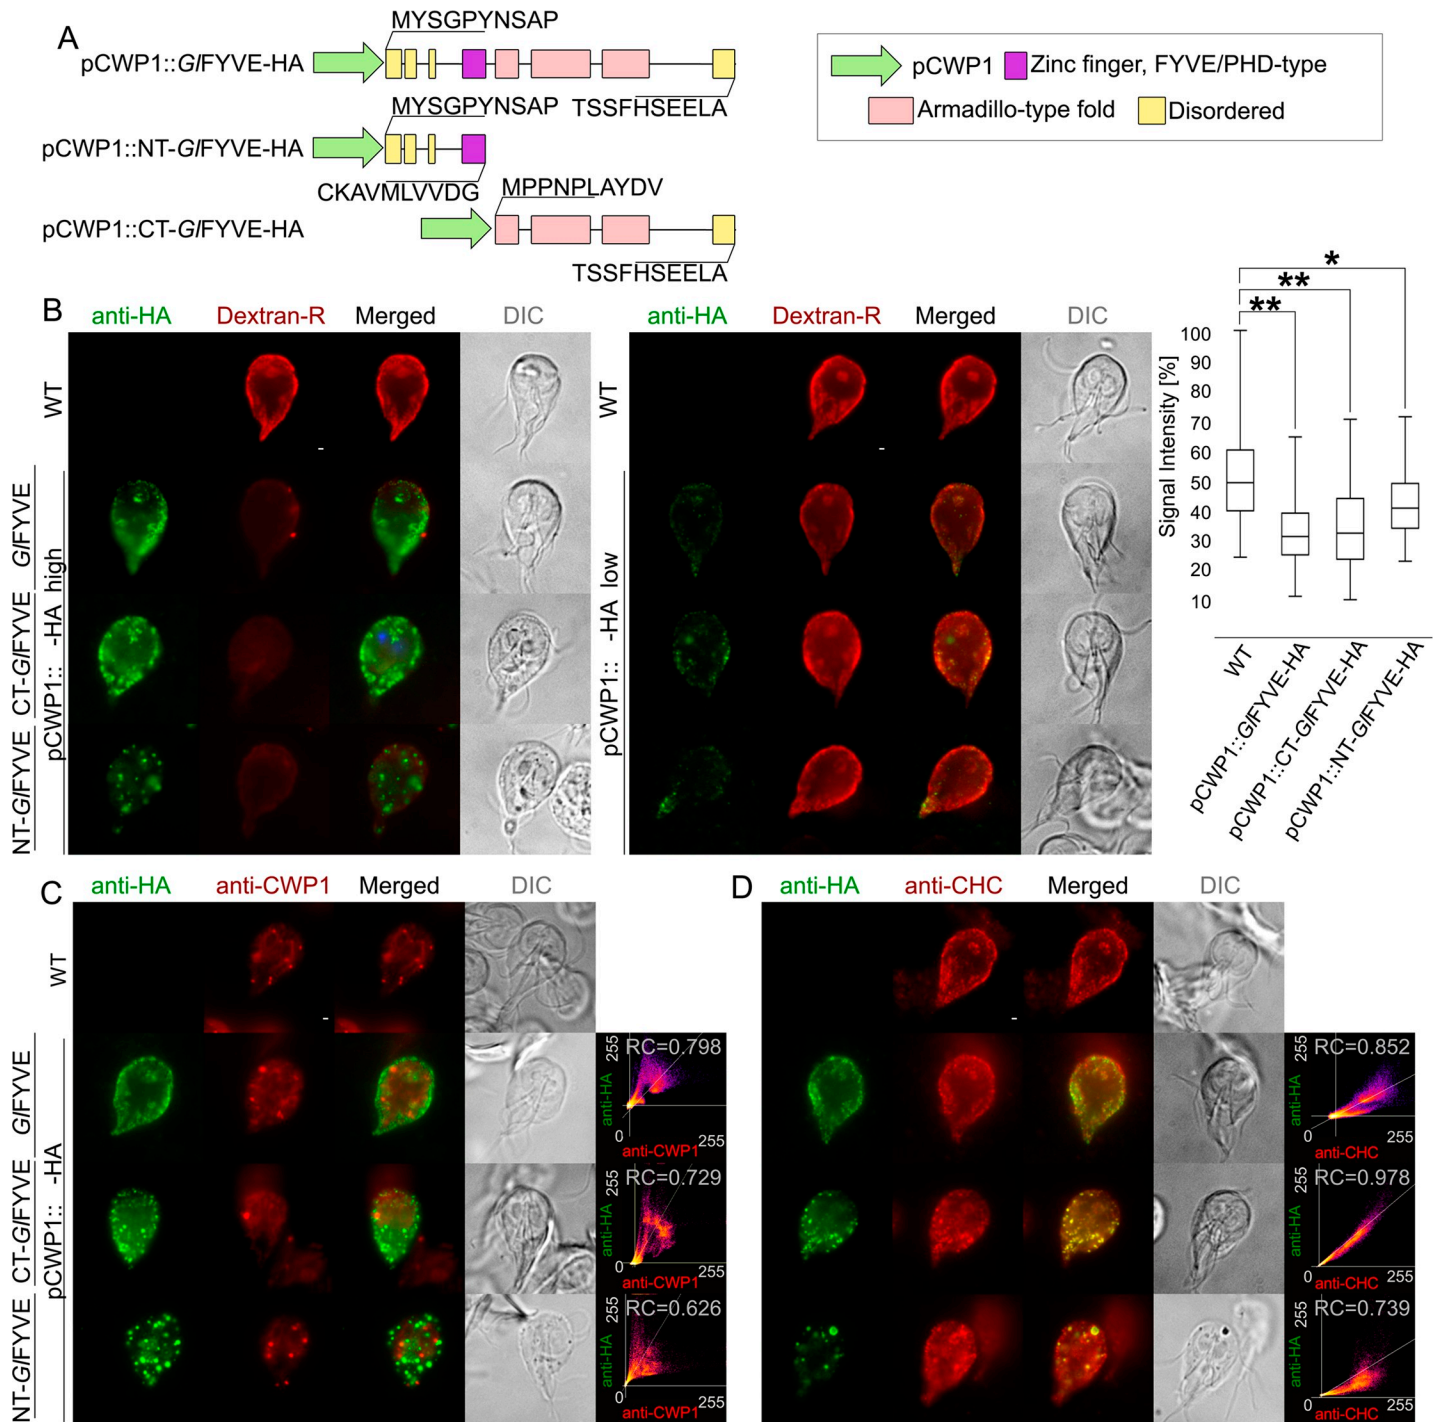 A
MYSGPYNSAP
pCWP1::GlFYVE-HA
TSSFHSEELA
MYSGPYNSAP
pCWP1::NT-GlFYVE-HA
CKAVMLVVDG
MPPNPLAYDV
pCWP1::CT-GlFYVE-HA
TSSFHSEELA
pCWP1
Zinc finger, FYVE/PHD-type
Armadillo-type fold
Disordered
B
anti-HA
Dextran-R
Merged
DIC
WT
GlFYVE
CT-GlFYVE
NT-GlFYVE
pCWP1:: -HA high
anti-HA
Dextran-R
Merged
DIC
WT
pCWP1:: -HA low
*
**
**
Signal Intensity [%]
100
90
80
70
60
50
40
30
20
10
WT
pCWP1::GlFYVE-HA
pCWP1::CT-GlFYVE-HA
pCWP1::NT-GlFYVE-HA
C
anti-HA
anti-CWP1
Merged
DIC
WT
GlFYVE
CT-GlFYVE
NT-GlFYVE
pCWP1:: -HA
RC=0.798
255
anti-HA
0
255
anti-CWP1
RC=0.729
255
anti-HA
0
255
anti-CWP1
RC=0.626
255
anti-HA
0
255
anti-CWP1
D
anti-HA
anti-CHC
Merged
DIC
RC=0.852
255
anti-HA
0
255
anti-CHC
RC=0.978
255
anti-HA
0
255
anti-CHC
RC=0.739
255
anti-HA
0
255
anti-CHC